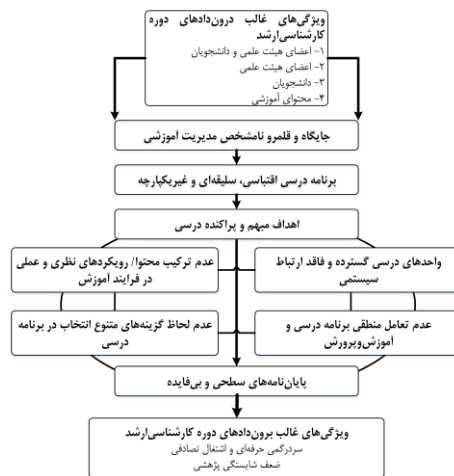 ویژگی‌های غالب درون‌دادهای دوره
کارشناسی‌ارشد
۱- اعضای هیئت علمی و دانشجویان
۲- اعضای هیئت علمی
۳- دانشجویان
۴- محتوای آموزشی
جایگاه و قلمرو نامشخص مدیریت آموزشی
برنامه درسی اقتباسی، سلیقه‌ای و غیریکپارچه
اهداف مبهم و پراکنده درسی
واحدهای درسی گسترده و فاقد ارتباط
سیستمی
عدم ترکیب محتوا/ رویکردهای نظری و عملی
در فرایند آموزش
عدم تعامل منطقی برنامه درسی و
آموزش‌وپرورش
عدم لحاظ گزینه‌های متنوع انتخاب در برنامه
درسی
پایان‌نامه‌های سطحی و بی‌فایده
ویژگی‌های غالب برون‌دادهای دوره کارشناسی‌ارشد
سردرگمی حرفه‌ای و اشتغال تصادفی
ضعف شایستگی پژهشی